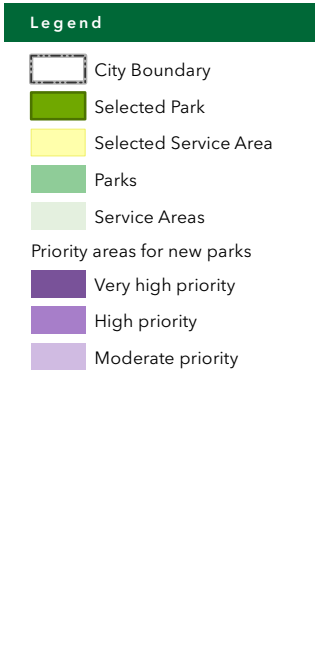 Legend
City Boundary
Selected Park
Selected Service Area
Parks
Service Areas
Priority areas for new parks
Very high priority
High priority
Moderate priority